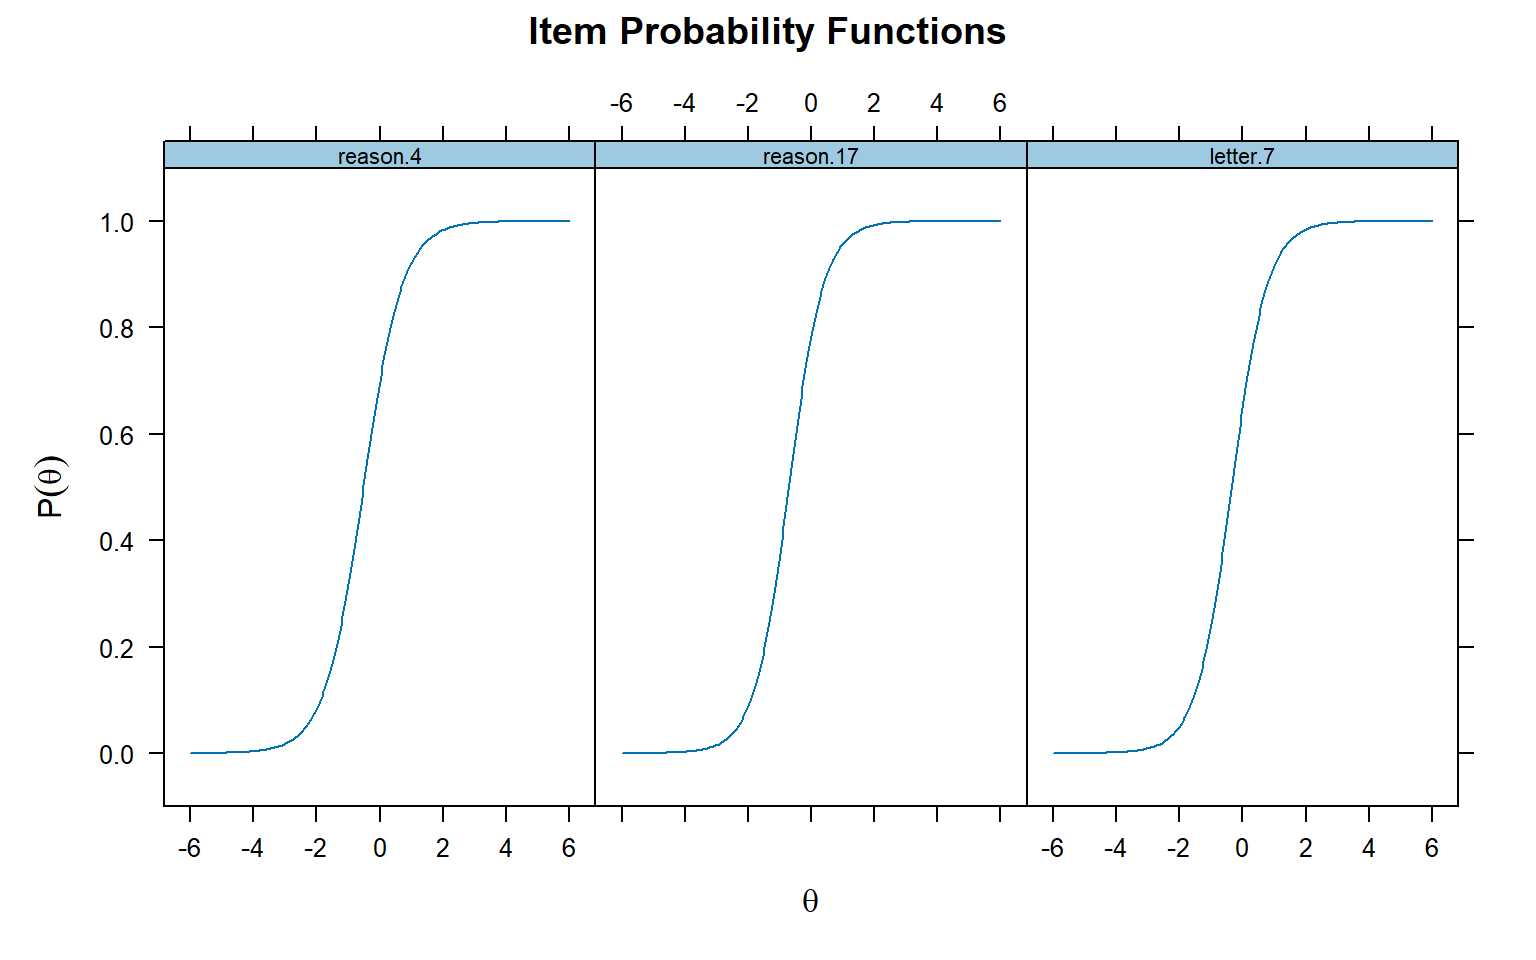 Item Probability Functions
-6 -4 -2 0 2 4 6
reason.4 reason.17 letter.7
1.0
0.8
0.6
0.4
0.2
0.0
P(θ)
-6 -4 -2 0 2 4 6 -6 -4 -2 0 2 4 6
θ